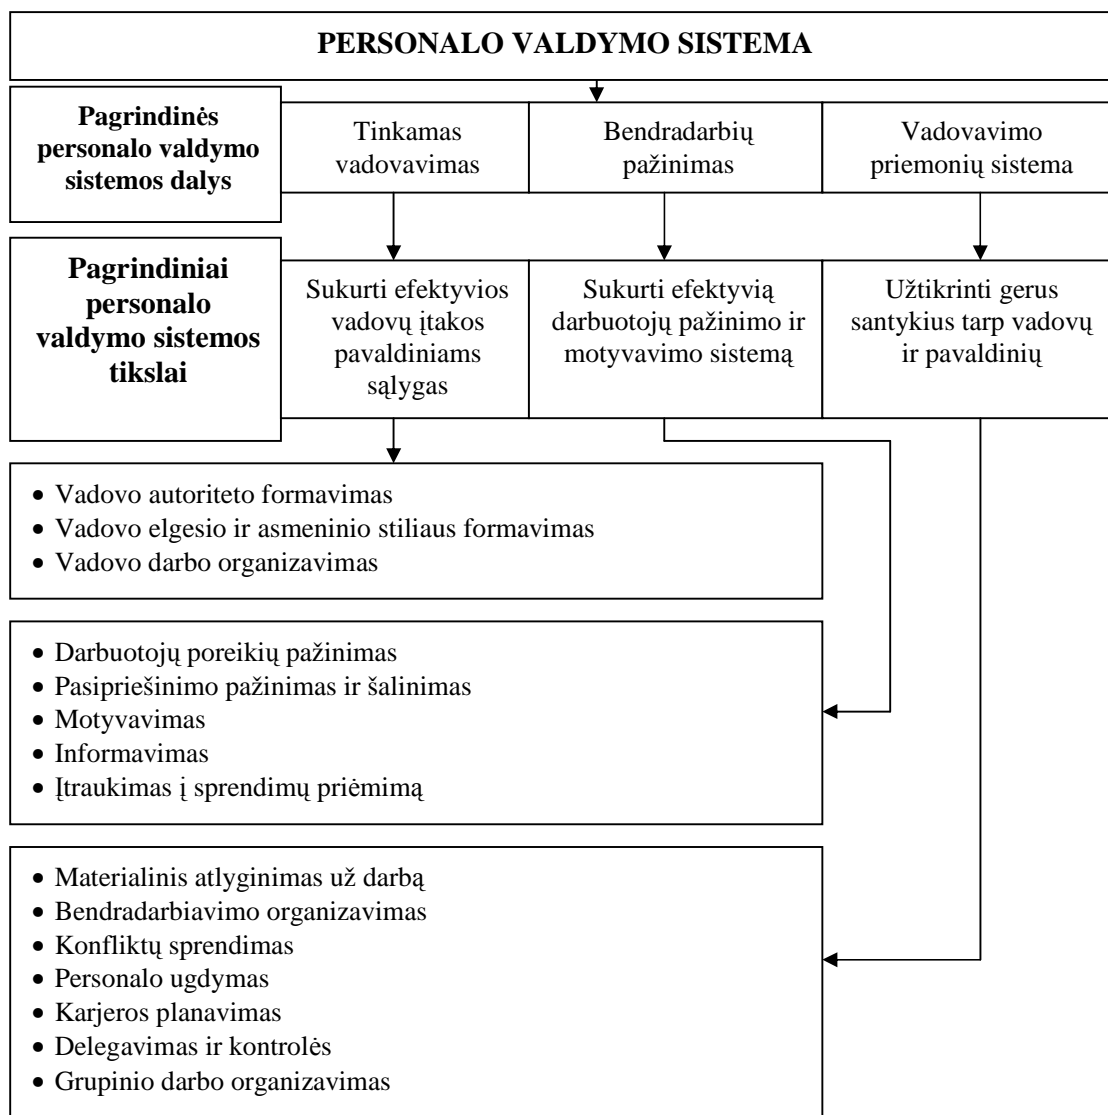 PERSONALO VALDYMO SISTEMA
Pagrindinės
personalo valdymo
sistemos dalys
Tinkamas
vadovavimas
Bendradarbių
pažinimas
Vadovavimo
priemonių sistema
Pagrindiniai
personalo
valdymo sistemos
tikslai
Sukurti efektyvios
vadovų įtakos
pavaldiniams
sąlygas
Sukurti efektyvią
darbuotojų pažinimo ir
motyvavimo sistemą
Užtikrinti gerus
santykius tarp vadovų
ir pavaldinių
• Vadovo autoriteto formavimas
• Vadovo elgesio ir asmeninio stiliaus formavimas
• Vadovo darbo organizavimas
• Darbuotojų poreikių pažinimas
• Pasipriešinimo pažinimas ir šalinimas
• Motyvavimas
• Informavimas
• Įtraukimas į sprendimų priėmimą
• Materialinis atlyginimas už darbą
• Bendradarbiavimo organizavimas
• Konfliktų sprendimas
• Personalo ugdymas
• Karjeros planavimas
• Delegavimas ir kontrolės
• Grupinio darbo organizavimas